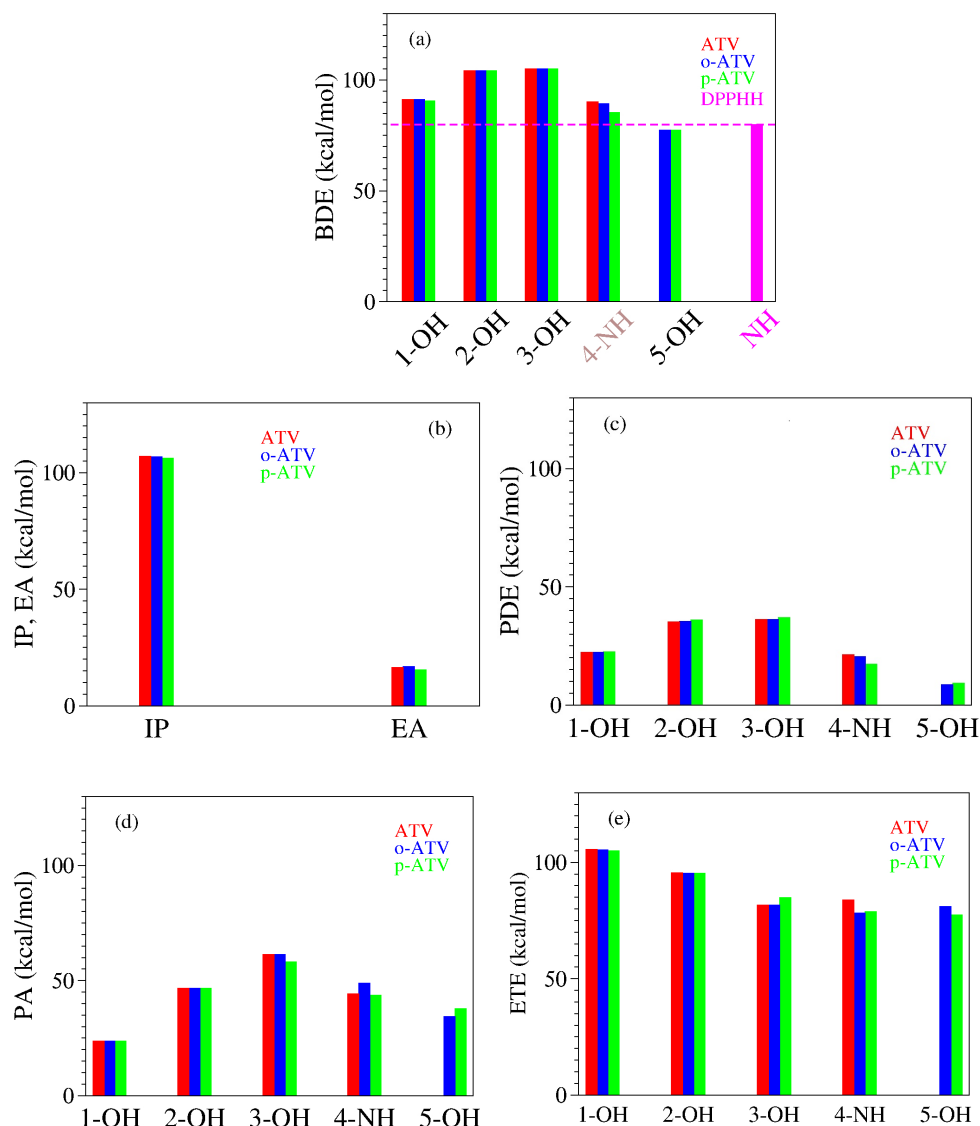 (a)
ATV
o-ATV
p-ATV
DPPHH
BDE (kcal/mol)
100
50
0
1-OH 2-OH 3-OH 4-NH 5-OH NH
(b)
ATV
o-ATV
p-ATV
IP, EA (kcal/mol)
100
50
0
IP EA
(c)
ATV
o-ATV
p-ATV
PDE (kcal/mol)
100
50
0
1-OH 2-OH 3-OH 4-NH 5-OH
(d)
ATV
o-ATV
p-ATV
PA (kcal/mol)
100
50
0
1-OH 2-OH 3-OH 4-NH 5-OH
(e)
ATV
o-ATV
p-ATV
ETE (kcal/mol)
100
50
0
1-OH 2-OH 3-OH 4-NH 5-OH